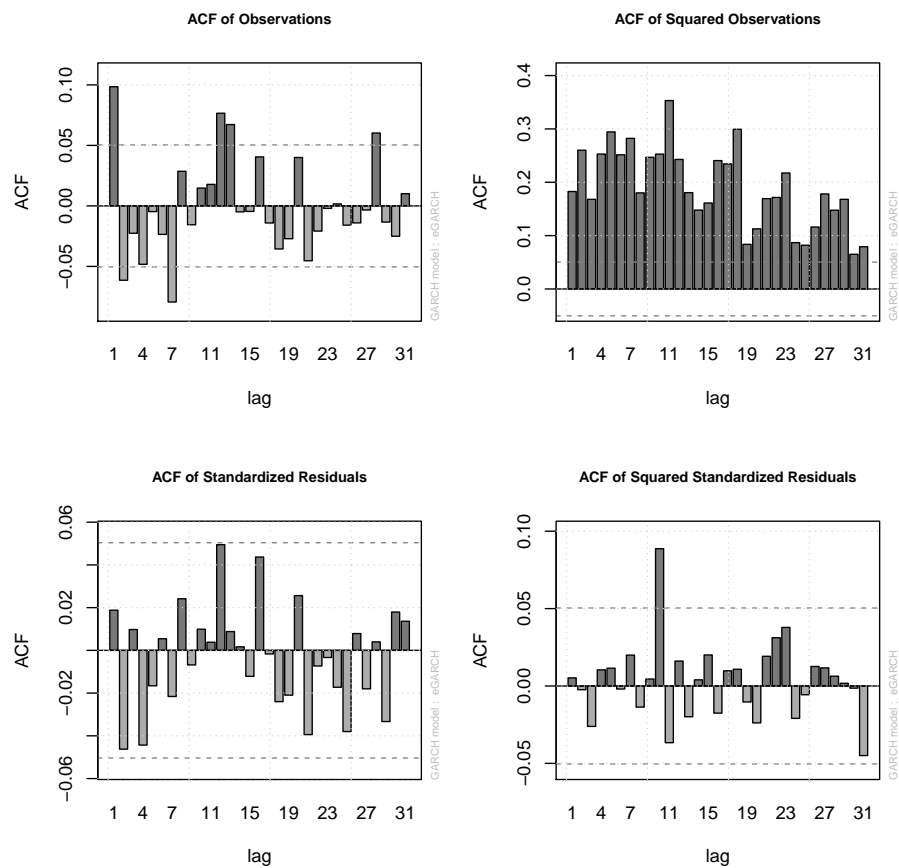 ACF of Observations
ACF
0.10
0.05
0.00
−0.05
1 4 7 11 15 19 23 27 31
lag
GARCH model : eGARCH
ACF of Squared Observations
ACF
0.4
0.3
0.2
0.1
0.0
1 4 7 11 15 19 23 27 31
lag
GARCH model : eGARCH
ACF of Standardized Residuals
ACF
0.06
0.02
−0.02
−0.06
1 4 7 11 15 19 23 27 31
lag
GARCH model : eGARCH
ACF of Squared Standardized Residuals
ACF
0.10
0.05
0.00
−0.05
1 4 7 11 15 19 23 27 31
lag
GARCH model : eGARCH